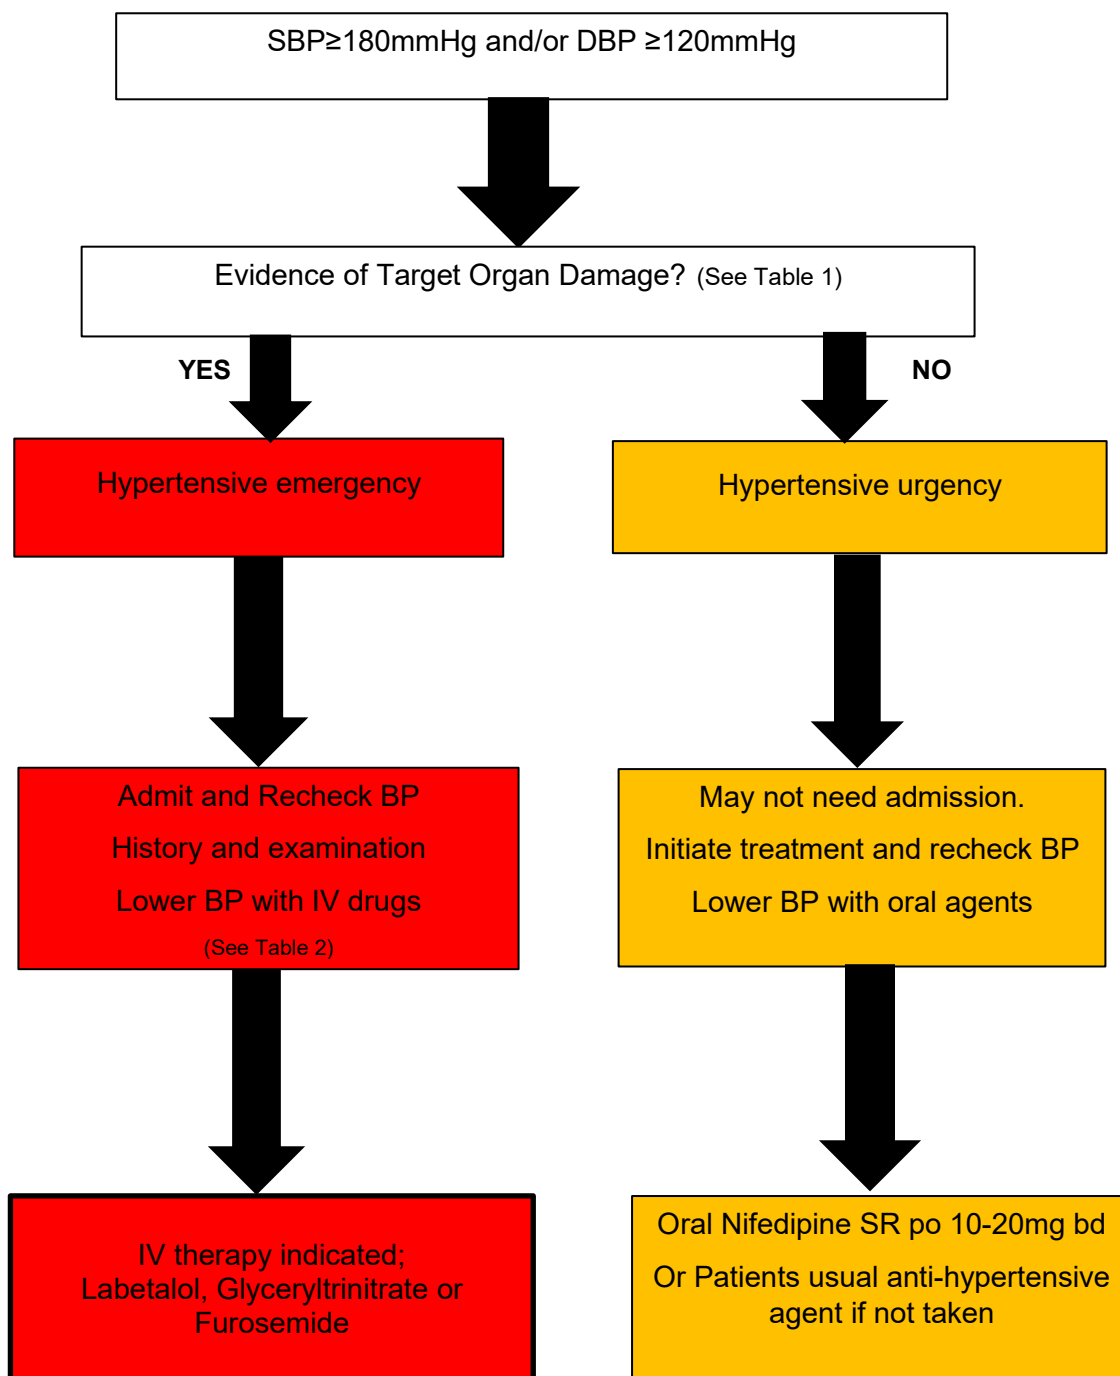 SBP≥180mmHg and/or DBP ≥120mmHg
Evidence of Target Organ Damage? (See Table 1)
YES
NO
Hypertensive emergency
Hypertensive urgency
Admit and Recheck BP
History and examination
Lower BP with IV drugs
(See Table 2)
May not need admission.
Initiate treatment and recheck BP
Lower BP with oral agents
IV therapy indicated;
Labetalol, Glyceryltrinitrate or
Furosemide
Oral Nifedipine SR po 10-20mg bd
Or Patients usual anti-hypertensive
agent if not taken